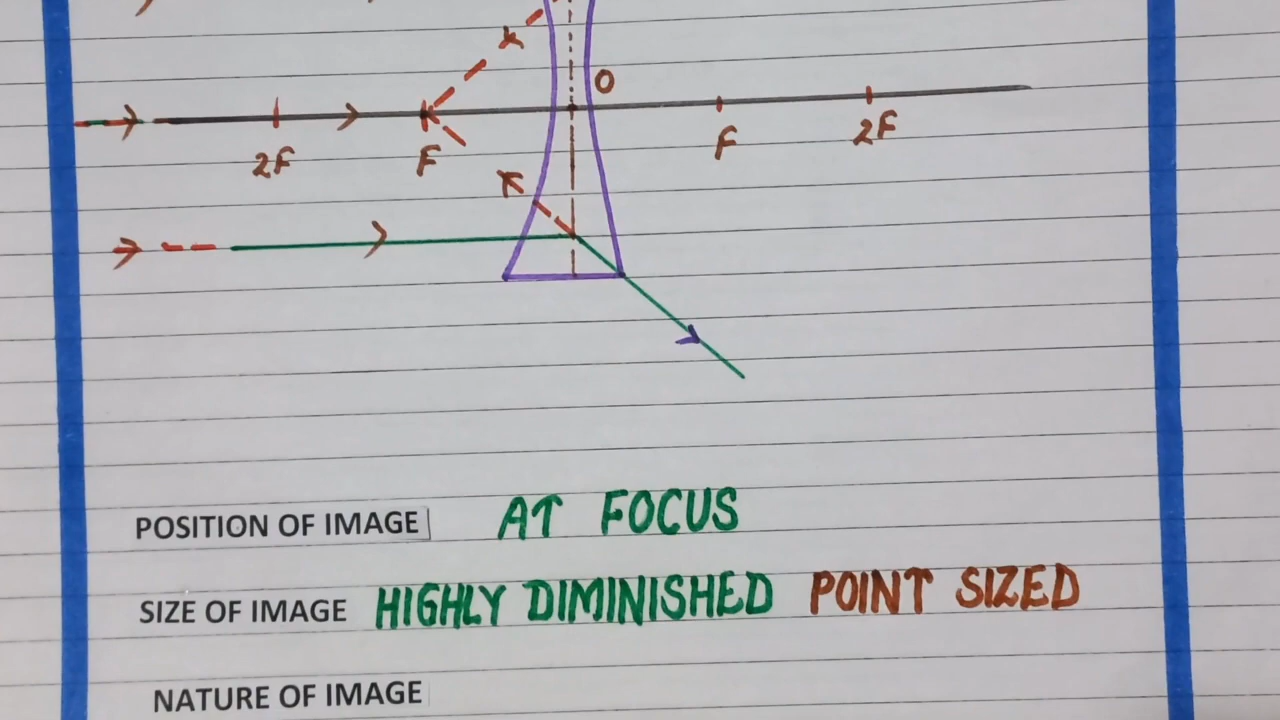 O
2F F F 2F
POSITION OF IMAGE AT FOCUS
SIZE OF IMAGE HIGHLY DIMINISHED POINT SIZED
NATURE OF IMAGE